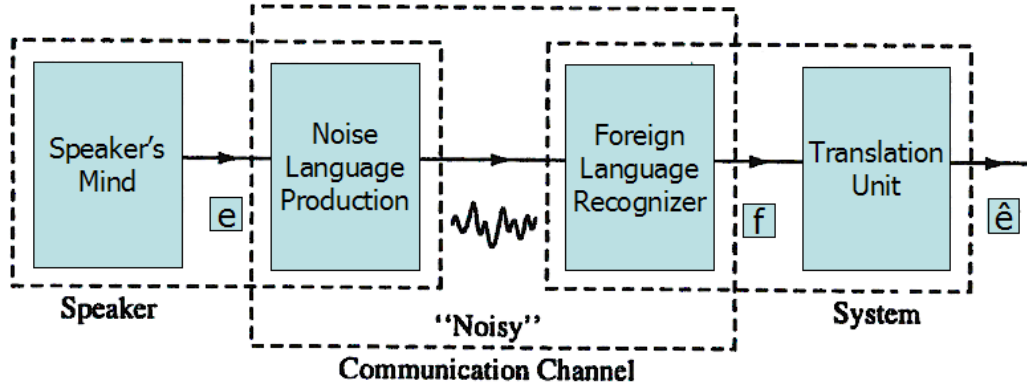 Speaker's
Mind
e
Noise
Language
Production
Foreign
Language
Recognizer
f
Translation
Unit
ê
Speaker
"Noisy"
Communication Channel
System